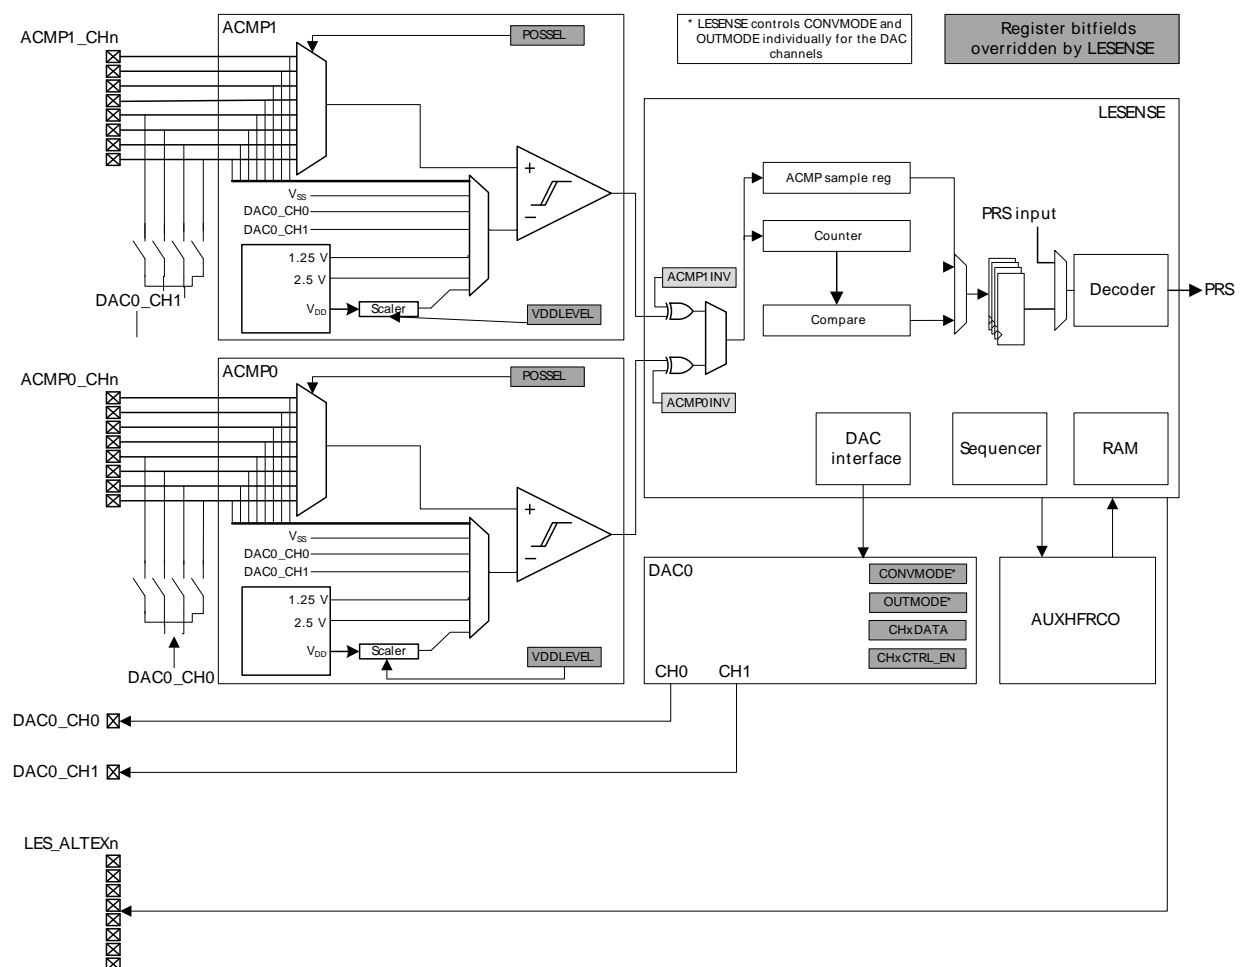 ACMP1_CHn
ACMP1
POSSEL
* LESENSE controls CONVMODE and
OUTMODE individually for the DAC
channels
Register bitfields
overridden by LESENSE
LESENSE
VSS
DAC0_CH0
DAC0_CH1
1.25 V
2.5 V
VDD
Scaler
VDDLEVEL
+
−
DAC0_CH1
ACMP sample reg
Counter
Compare
PRS input
Decoder
PRS
ACMP1INV
ACMP0INV
DAC
interface
Sequencer
RAM
ACMP0_CHn
ACMP0
POSSEL
VSS
DAC0_CH0
DAC0_CH1
1.25 V
2.5 V
VDD
Scaler
VDDLEVEL
+
−
DAC0_CH0
DAC0
CONVMODE*
OUTMODE*
CHxDATA
CHxCTRL_EN
CH0
CH1
AUXHFRCO
DAC0_CH0
DAC0_CH1
LES_ALTEXn